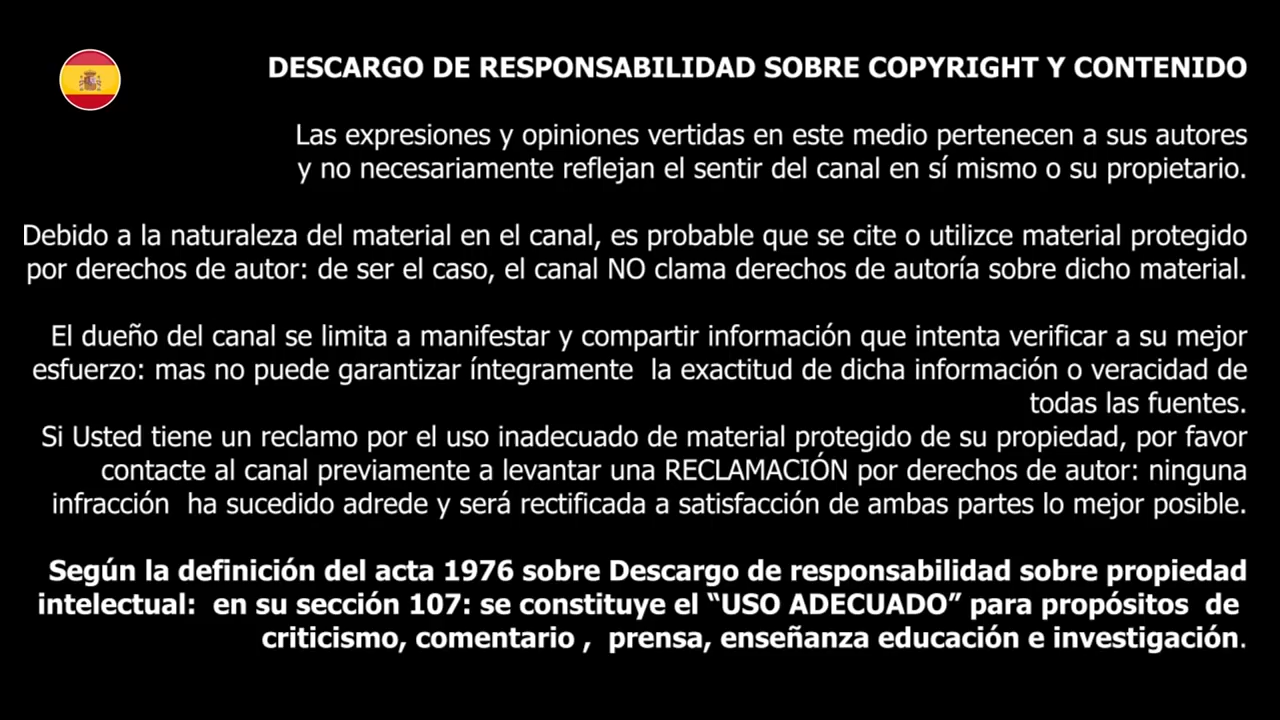 DESCARGO DE RESPONSABILIDAD SOBRE COPYRIGHT Y CONTENIDO
Las expresiones y opiniones vertidas en este medio pertenecen a sus autores
y no necesariamente reflejan el sentir del canal en sí mismo o su propietario.
Debido a la naturaleza del material en el canal, es probable que se cite o utilizce material protegido
por derechos de autor: de ser el caso, el canal NO clama derechos de autoría sobre dicho material.
El dueño del canal se limita a manifestar y compartir información que intenta verificar a su mejor
esfuerzo: mas no puede garantizar íntegramente  la exactitud de dicha información o veracidad de
todas las fuentes.
Si Usted tiene un reclamo por el uso inadecuado de material protegido de su propiedad, por favor
contacte al canal previamente a levantar una RECLAMACIÓN por derechos de autor: ninguna
infracción  ha sucedido adrede y será rectificada a satisfacción de ambas partes lo mejor posible.
Según la definición del acta 1976 sobre Descargo de responsabilidad sobre propiedad
intelectual:  en su sección 107: se constituye el “USO ADECUADO” para propósitos  de
criticismo, comentario ,  prensa, enseñanza educación e investigación.